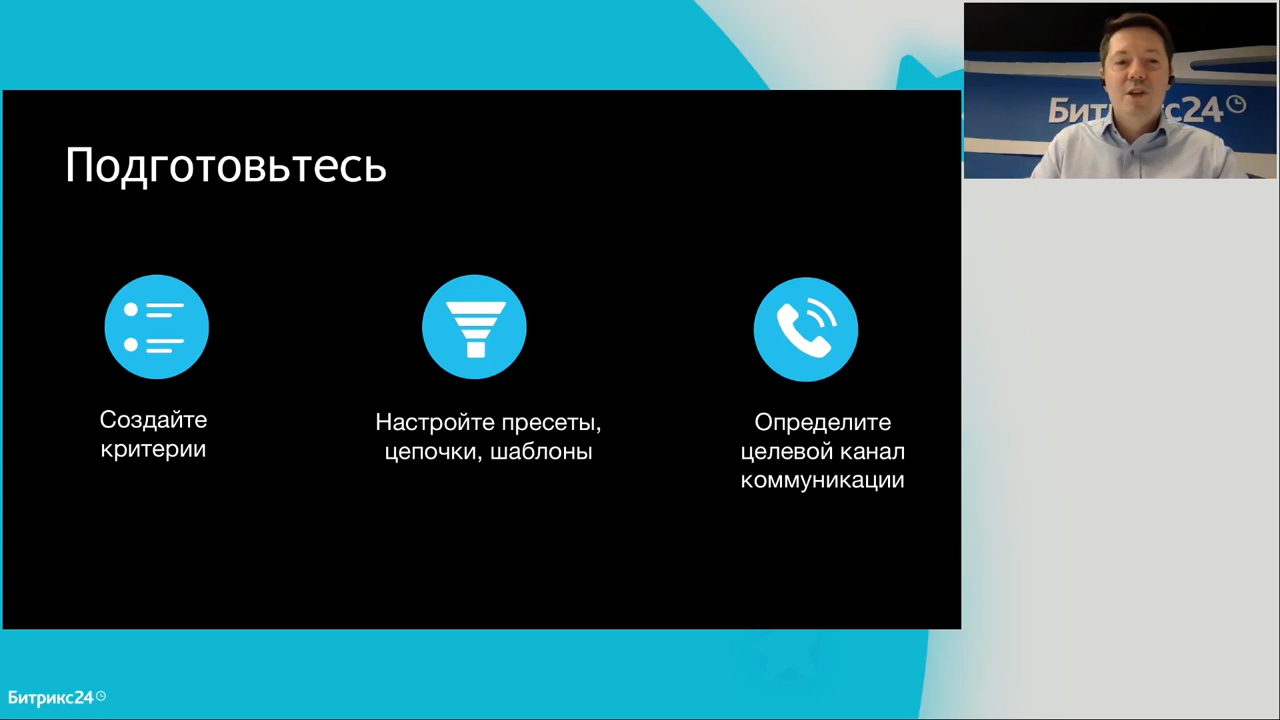 Подготовьтесь
Создайте
критерии
Настройте пресеты,
цепочки, шаблоны
Определите
целевой канал
коммуникации
Битрикс24
Битрикс24